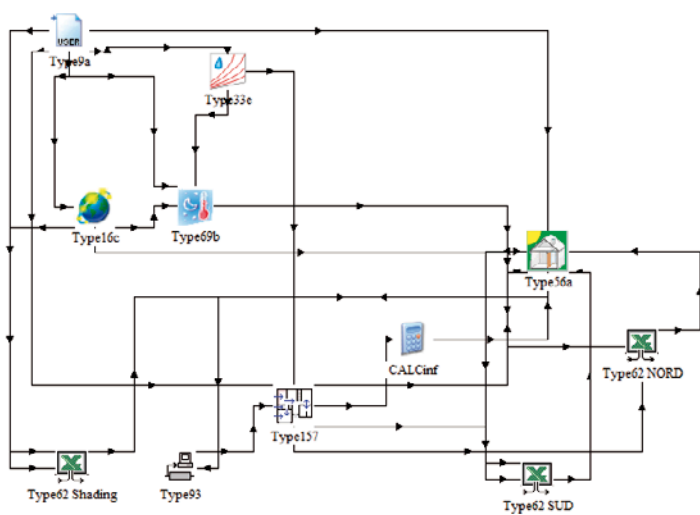 USER
Type9a
Type33e
Type16c
Type69b
Type56a
CALCinf
Type62 NORD
Type157
Type62 Shading
Type93
Type62 SUD